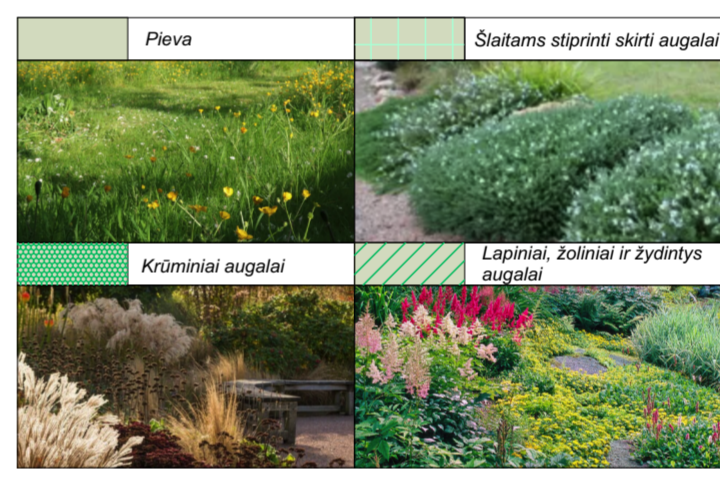 Pieva
Šlaitams stiprinti skirti augalai
Krūminiai augalai
Lapiniai, žoliniai ir žydintys
augalai